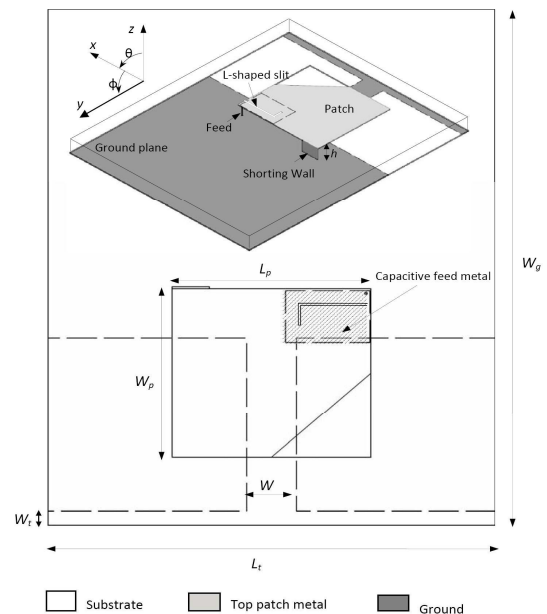 z
x
θ
ϕ
y
L-shaped slit
Patch
Feed
Ground plane
h
Shorting Wall
Wg
Lp
Capacitive feed metal
Wp
W
Wt
Lt
Substrate
Top patch metal
Ground